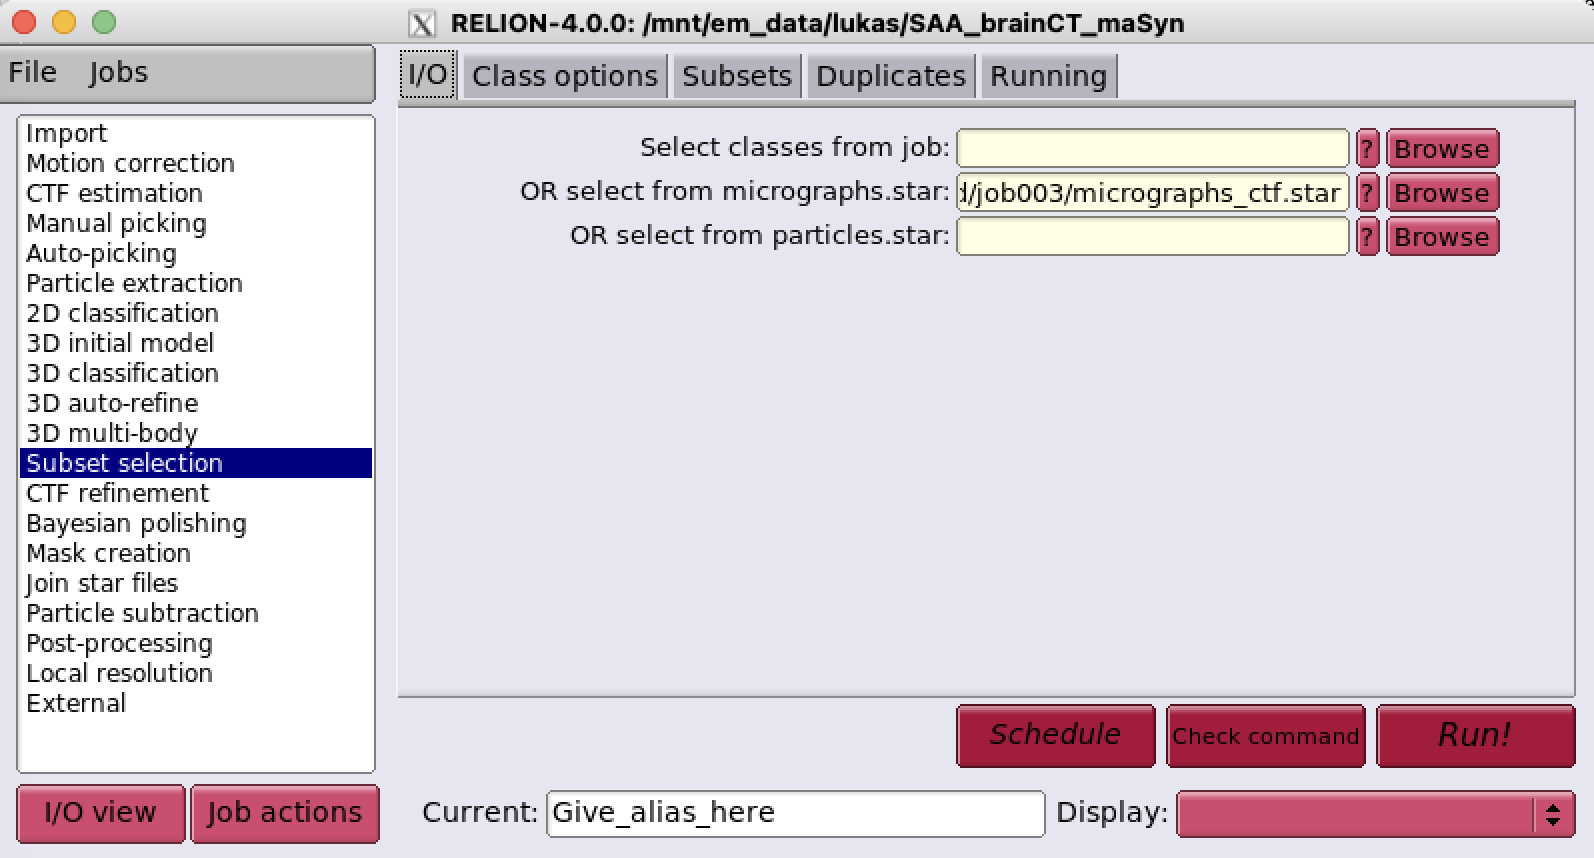 RELION-4.0.0: /mnt/em_data/lukas/SAA_brainCT_maSyn
File Jobs
I/O Class options Subsets Duplicates Running
Import
Motion correction
CTF estimation
Manual picking
Auto-picking
Particle extraction
2D classification
3D initial model
3D classification
3D auto-refine
3D multi-body
Subset selection
CTF refinement
Bayesian polishing
Mask creation
Join star files
Particle subtraction
Post-processing
Local resolution
External
Select classes from job: ? Browse
OR select from micrographs.star: d/job003/micrographs_ctf.star ? Browse
OR select from particles.star: ? Browse
Schedule Check command Run!
I/O view Job actions Current: Give_alias_here Display: